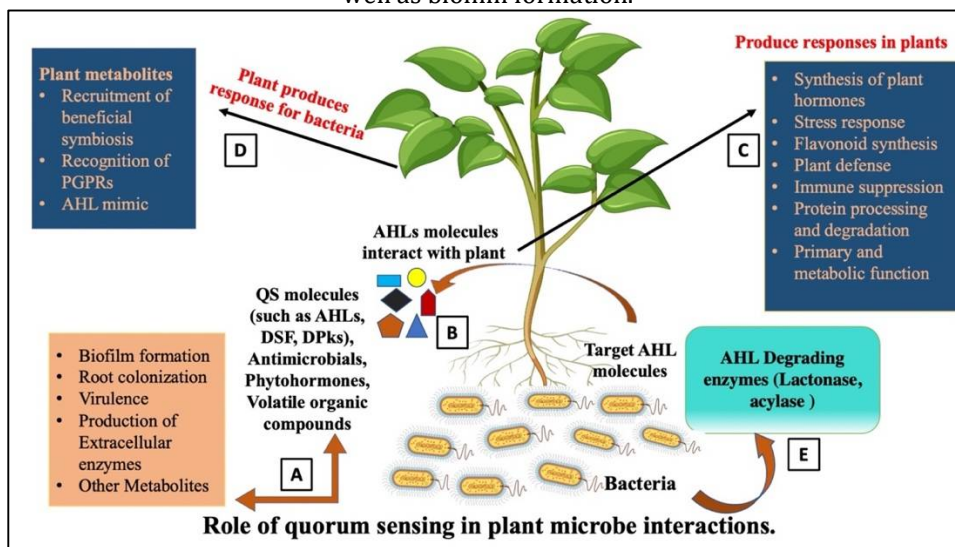 well as biofilm formation.
Produce responses in plants
Plant metabolites
• Recruitment of
beneficial
symbiosis
• Recognition of
PGPRs
• AHL mimic
Plant produces
response for bacteria
D
C
• Synthesis of plant
hormones
• Stress response
• Flavonoid synthesis
• Plant defense
• Immune suppression
• Protein processing
and degradation
• Primary and
metabolic function
AHLs molecules
interact with plant
B
QS molecules
(such as AHLs,
DSF, DPks),
Antimicrobials,
Phytohormones,
Volatile organic
compounds
• Biofilm formation
• Root colonization
• Virulence
• Production of
Extracellular
enzymes
• Other Metabolites
A
Target AHL
molecules
AHL Degrading
enzymes (Lactonase,
acylase )
E
Bacteria
Role of quorum sensing in plant microbe interactions.